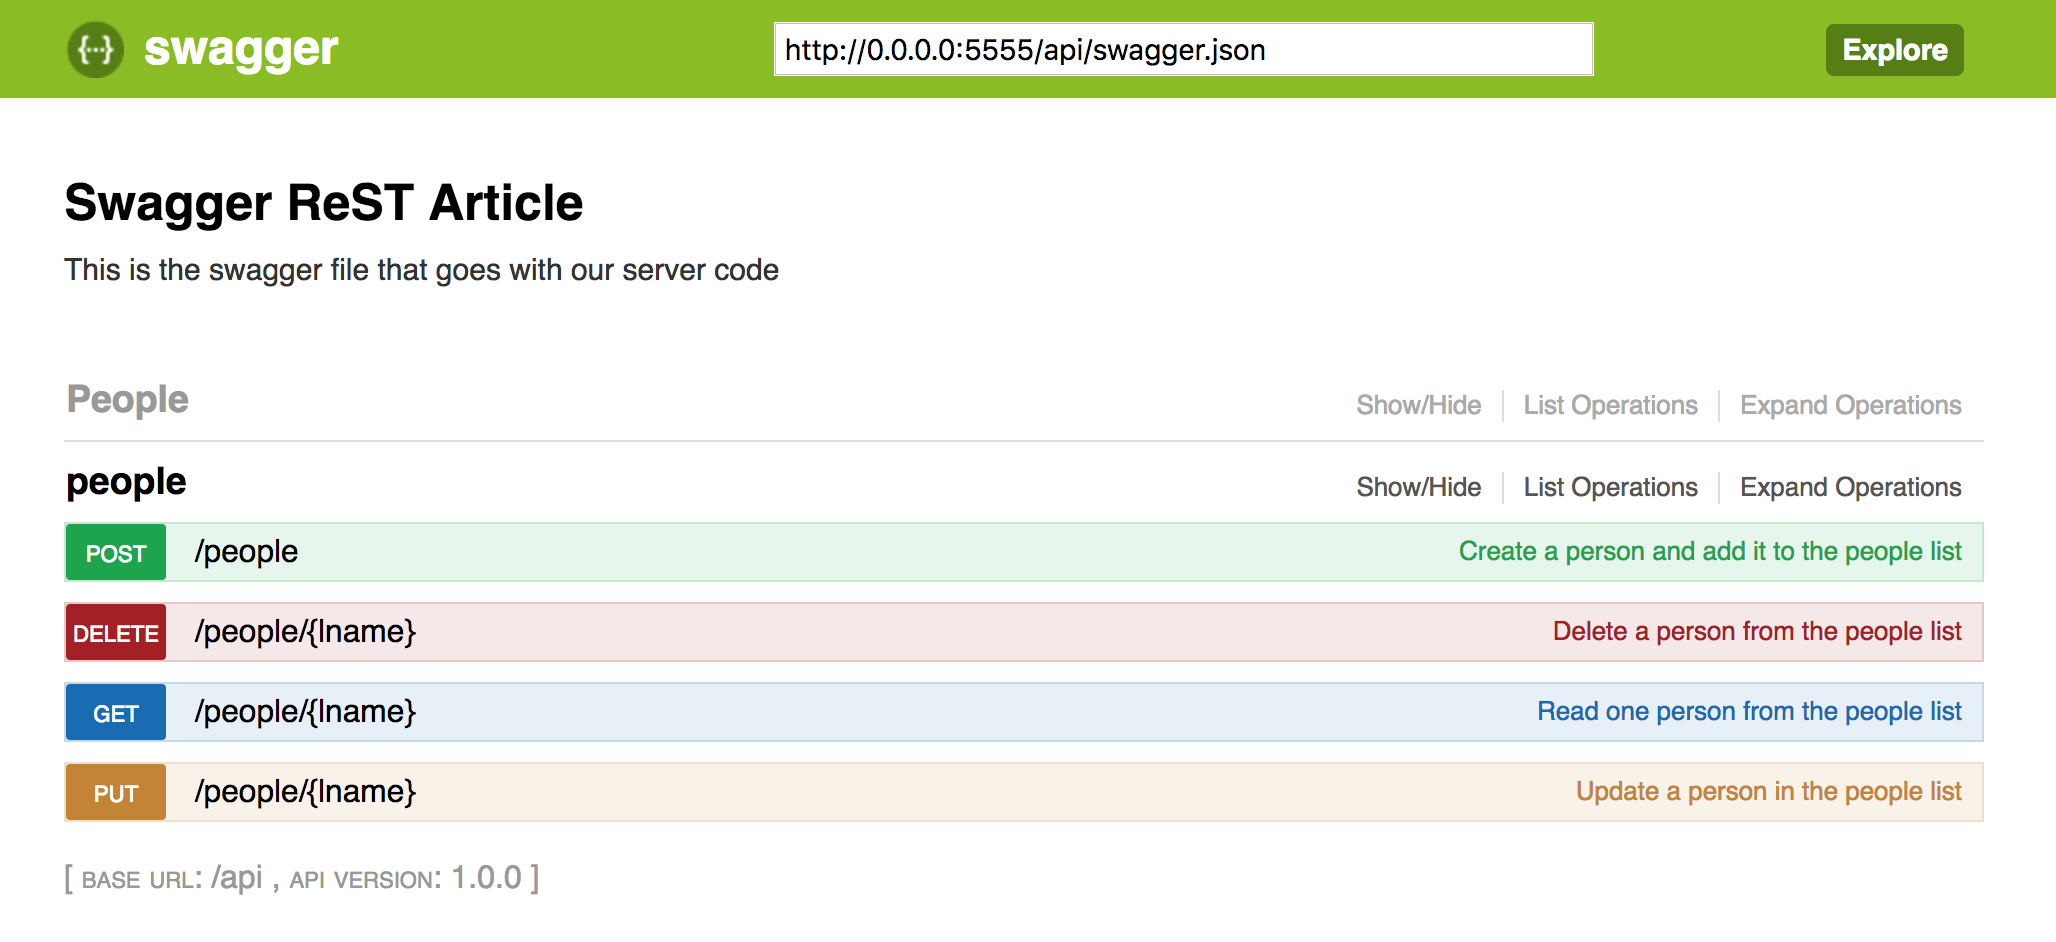 {···} swagger http://0.0.0.0:5555/api/swagger.json Explore
Swagger ReST Article
This is the swagger file that goes with our server code
People Show/Hide List Operations Expand Operations
people Show/Hide List Operations Expand Operations
POST /people Create a person and add it to the people list
DELETE /people/{lname} Delete a person from the people list
GET /people/{lname} Read one person from the people list
PUT /people/{lname} Update a person in the people list
[ BASE URL: /api , API VERSION: 1.0.0 ]